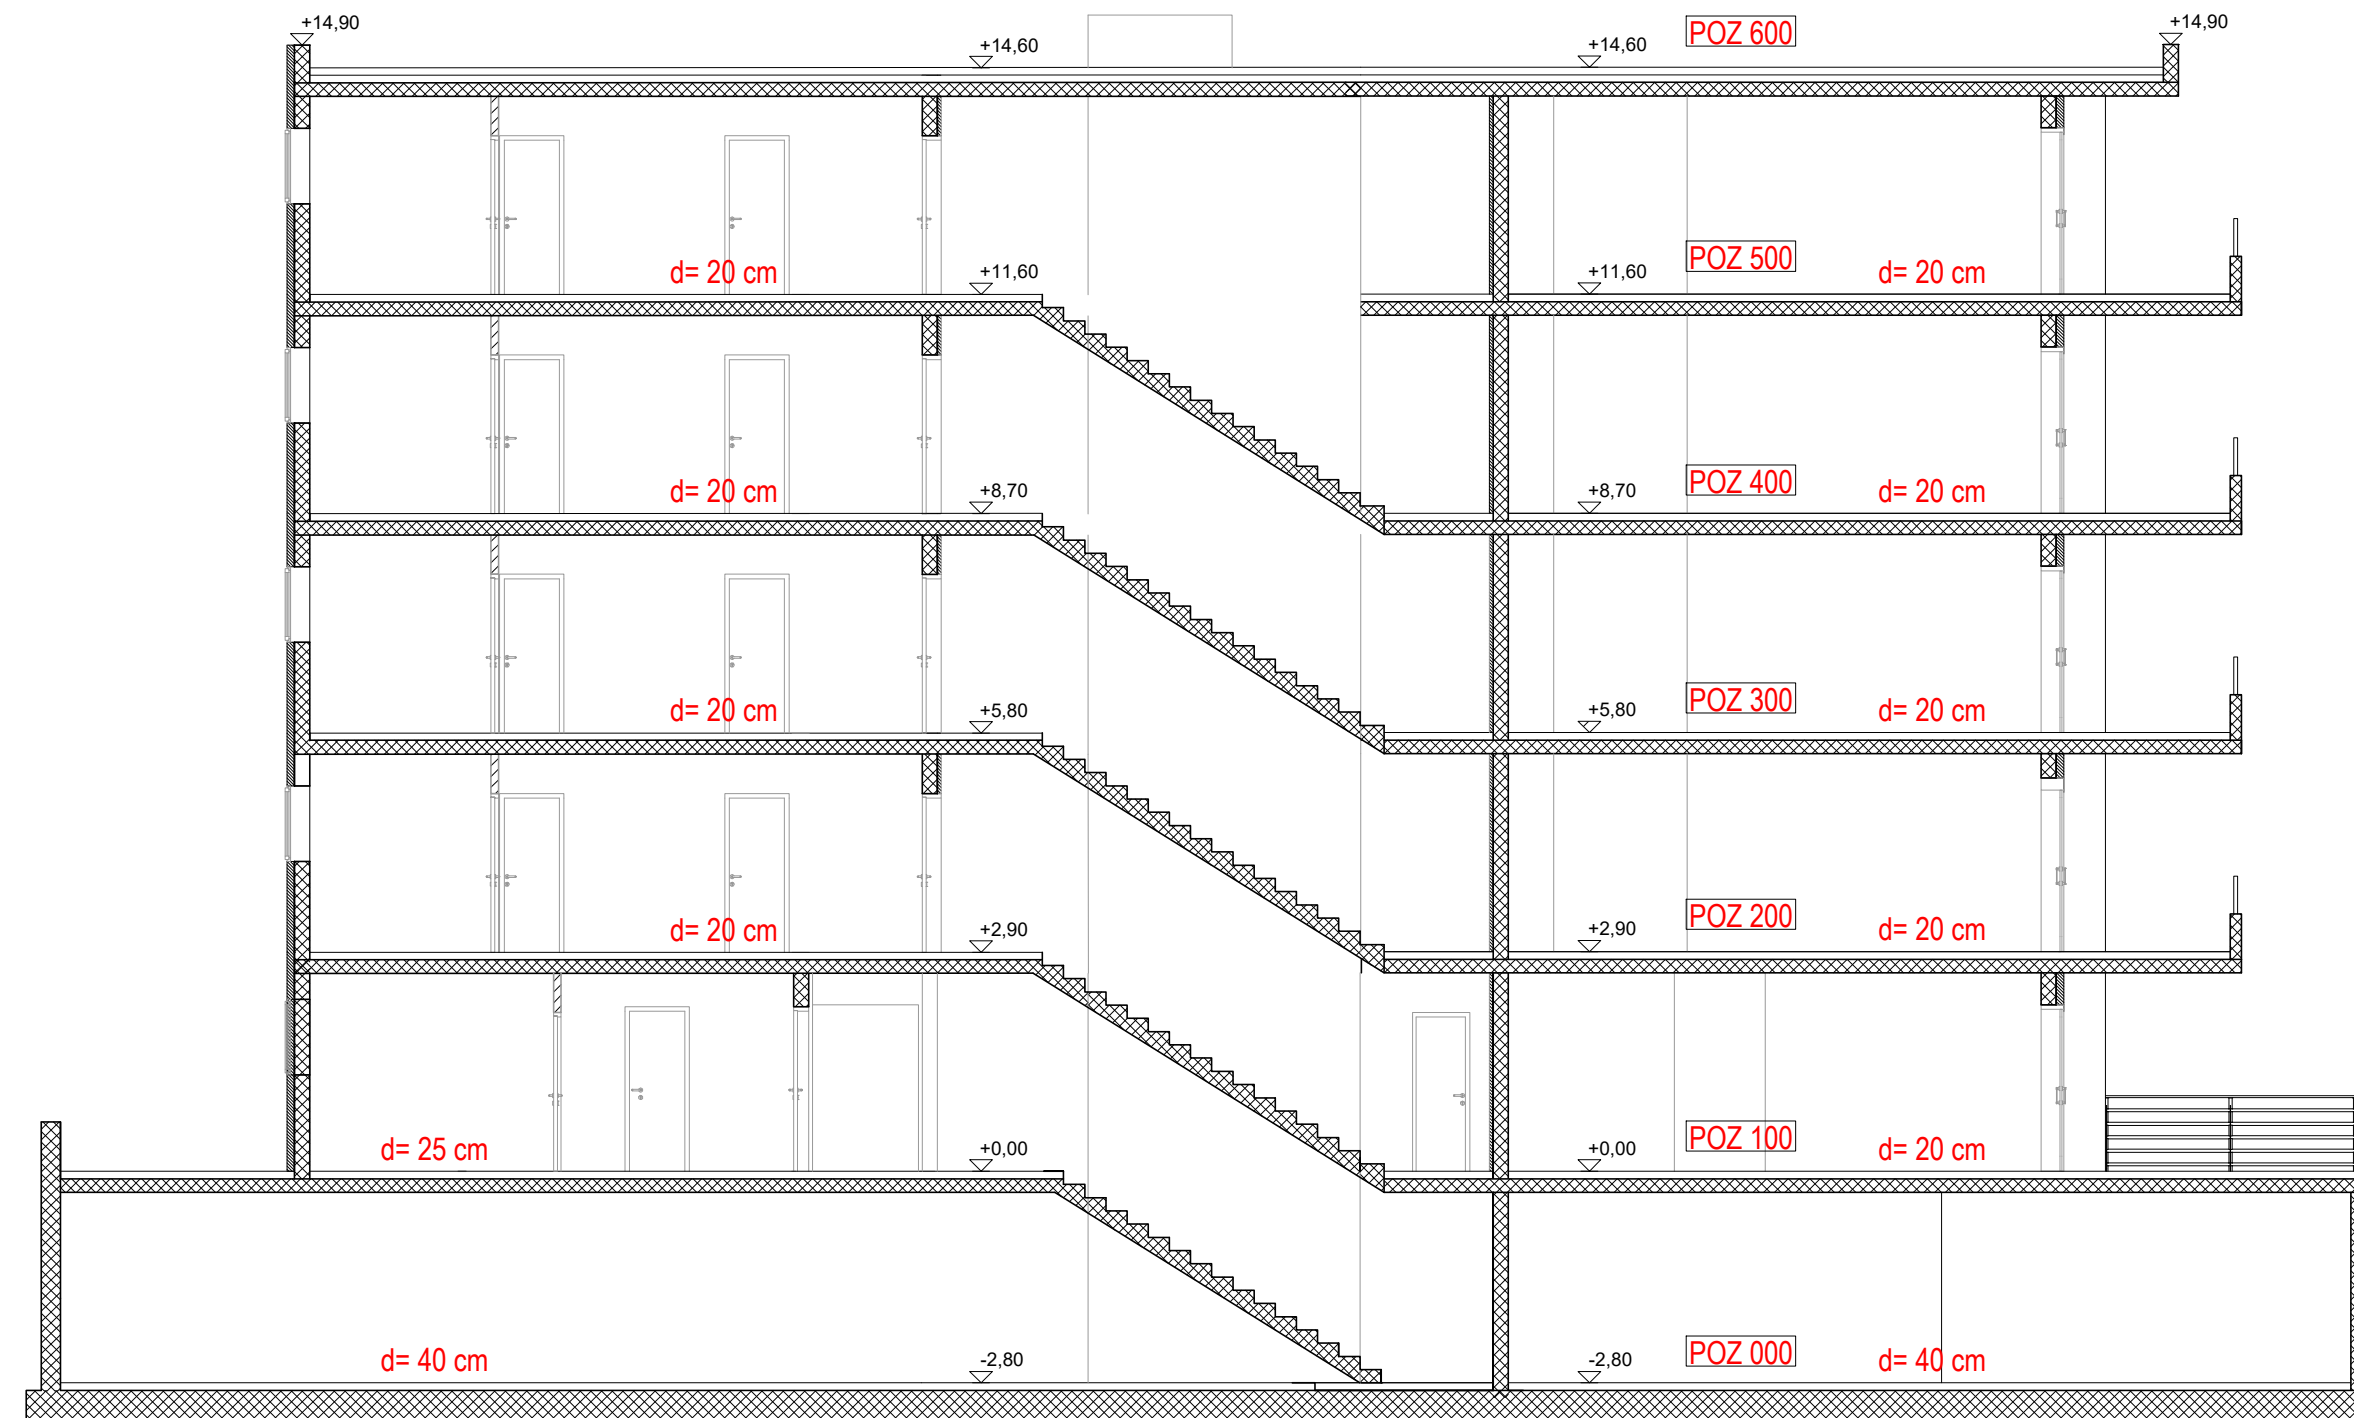 +14,90
+14,60
+14,60
POZ 600
+14,90
d= 20 cm
+11,60
+11,60
POZ 500
d= 20 cm
d= 20 cm
+8,70
+8,70
POZ 400
d= 20 cm
d= 20 cm
+5,80
+5,80
POZ 300
d= 20 cm
d= 20 cm
+2,90
+2,90
POZ 200
d= 20 cm
d= 25 cm
+0,00
+0,00
POZ 100
d= 20 cm
d= 40 cm
-2,80
-2,80
POZ 000
d= 40 cm